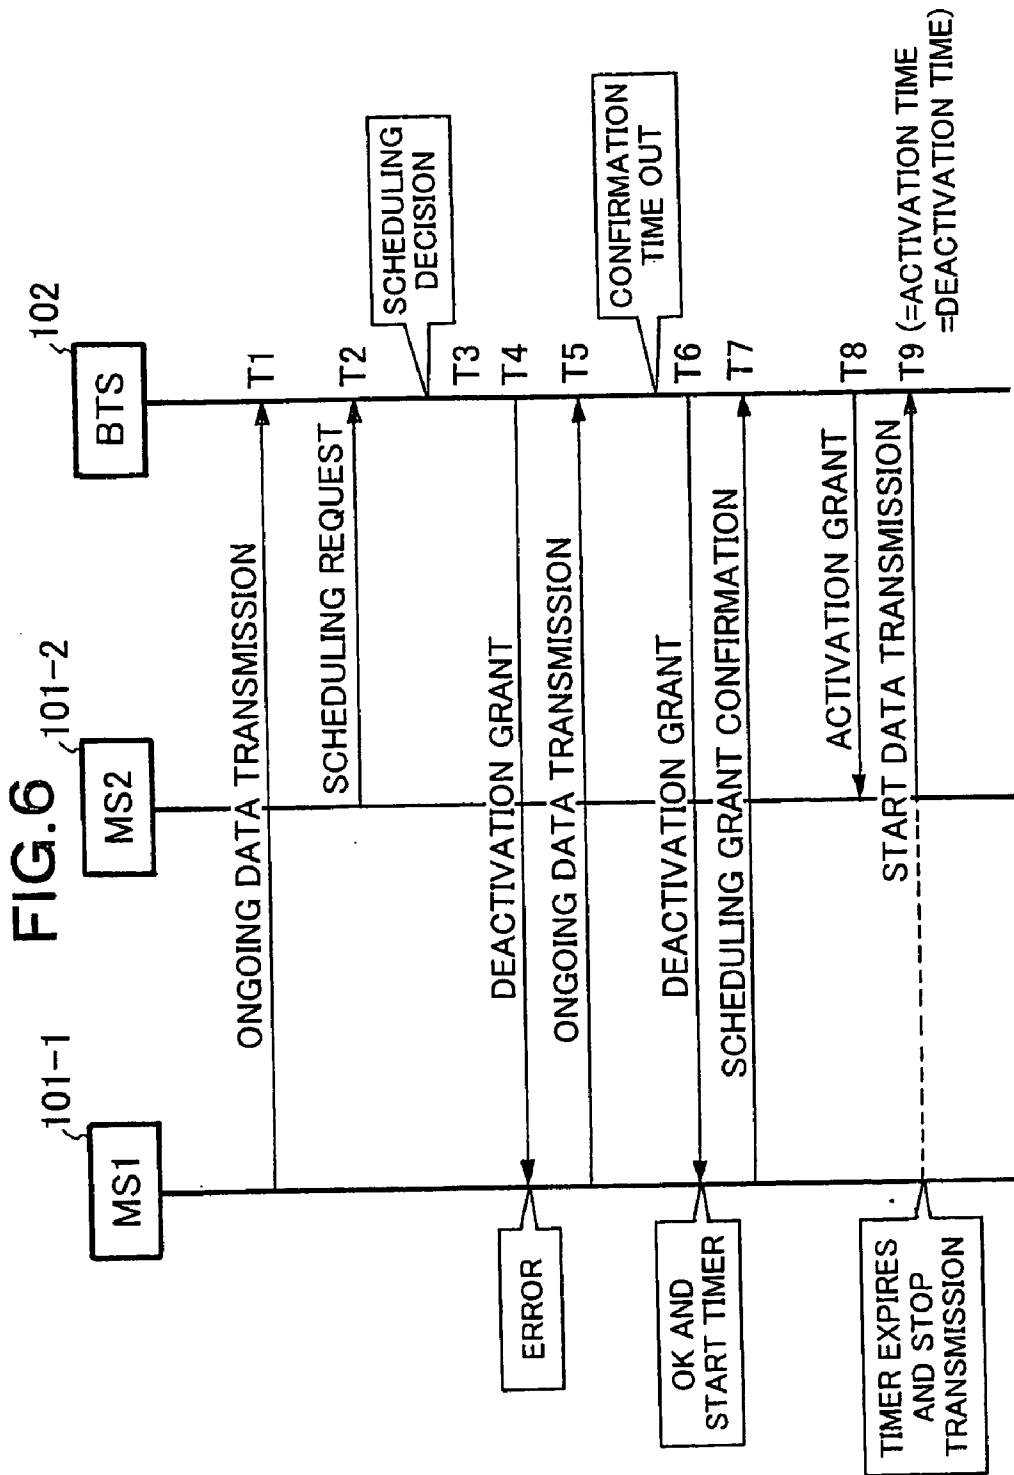 FIG.6
101-1
MS1
101-2
MS2
102
BTS
ONGOING DATA TRANSMISSION
T1
SCHEDULING REQUEST
T2
SCHEDULING
DECISION
T3
DEACTIVATION GRANT
T4
ERROR
ONGOING DATA TRANSMISSION
T5
CONFIRMATION
TIME OUT
DEACTIVATION GRANT
T6
OK AND
START TIMER
SCHEDULING GRANT CONFIRMATION
T7
ACTIVATION GRANT
T8
START DATA TRANSMISSION
T9 (=ACTIVATION TIME
=DEACTIVATION TIME)
TIMER EXPIRES
AND STOP
TRANSMISSION